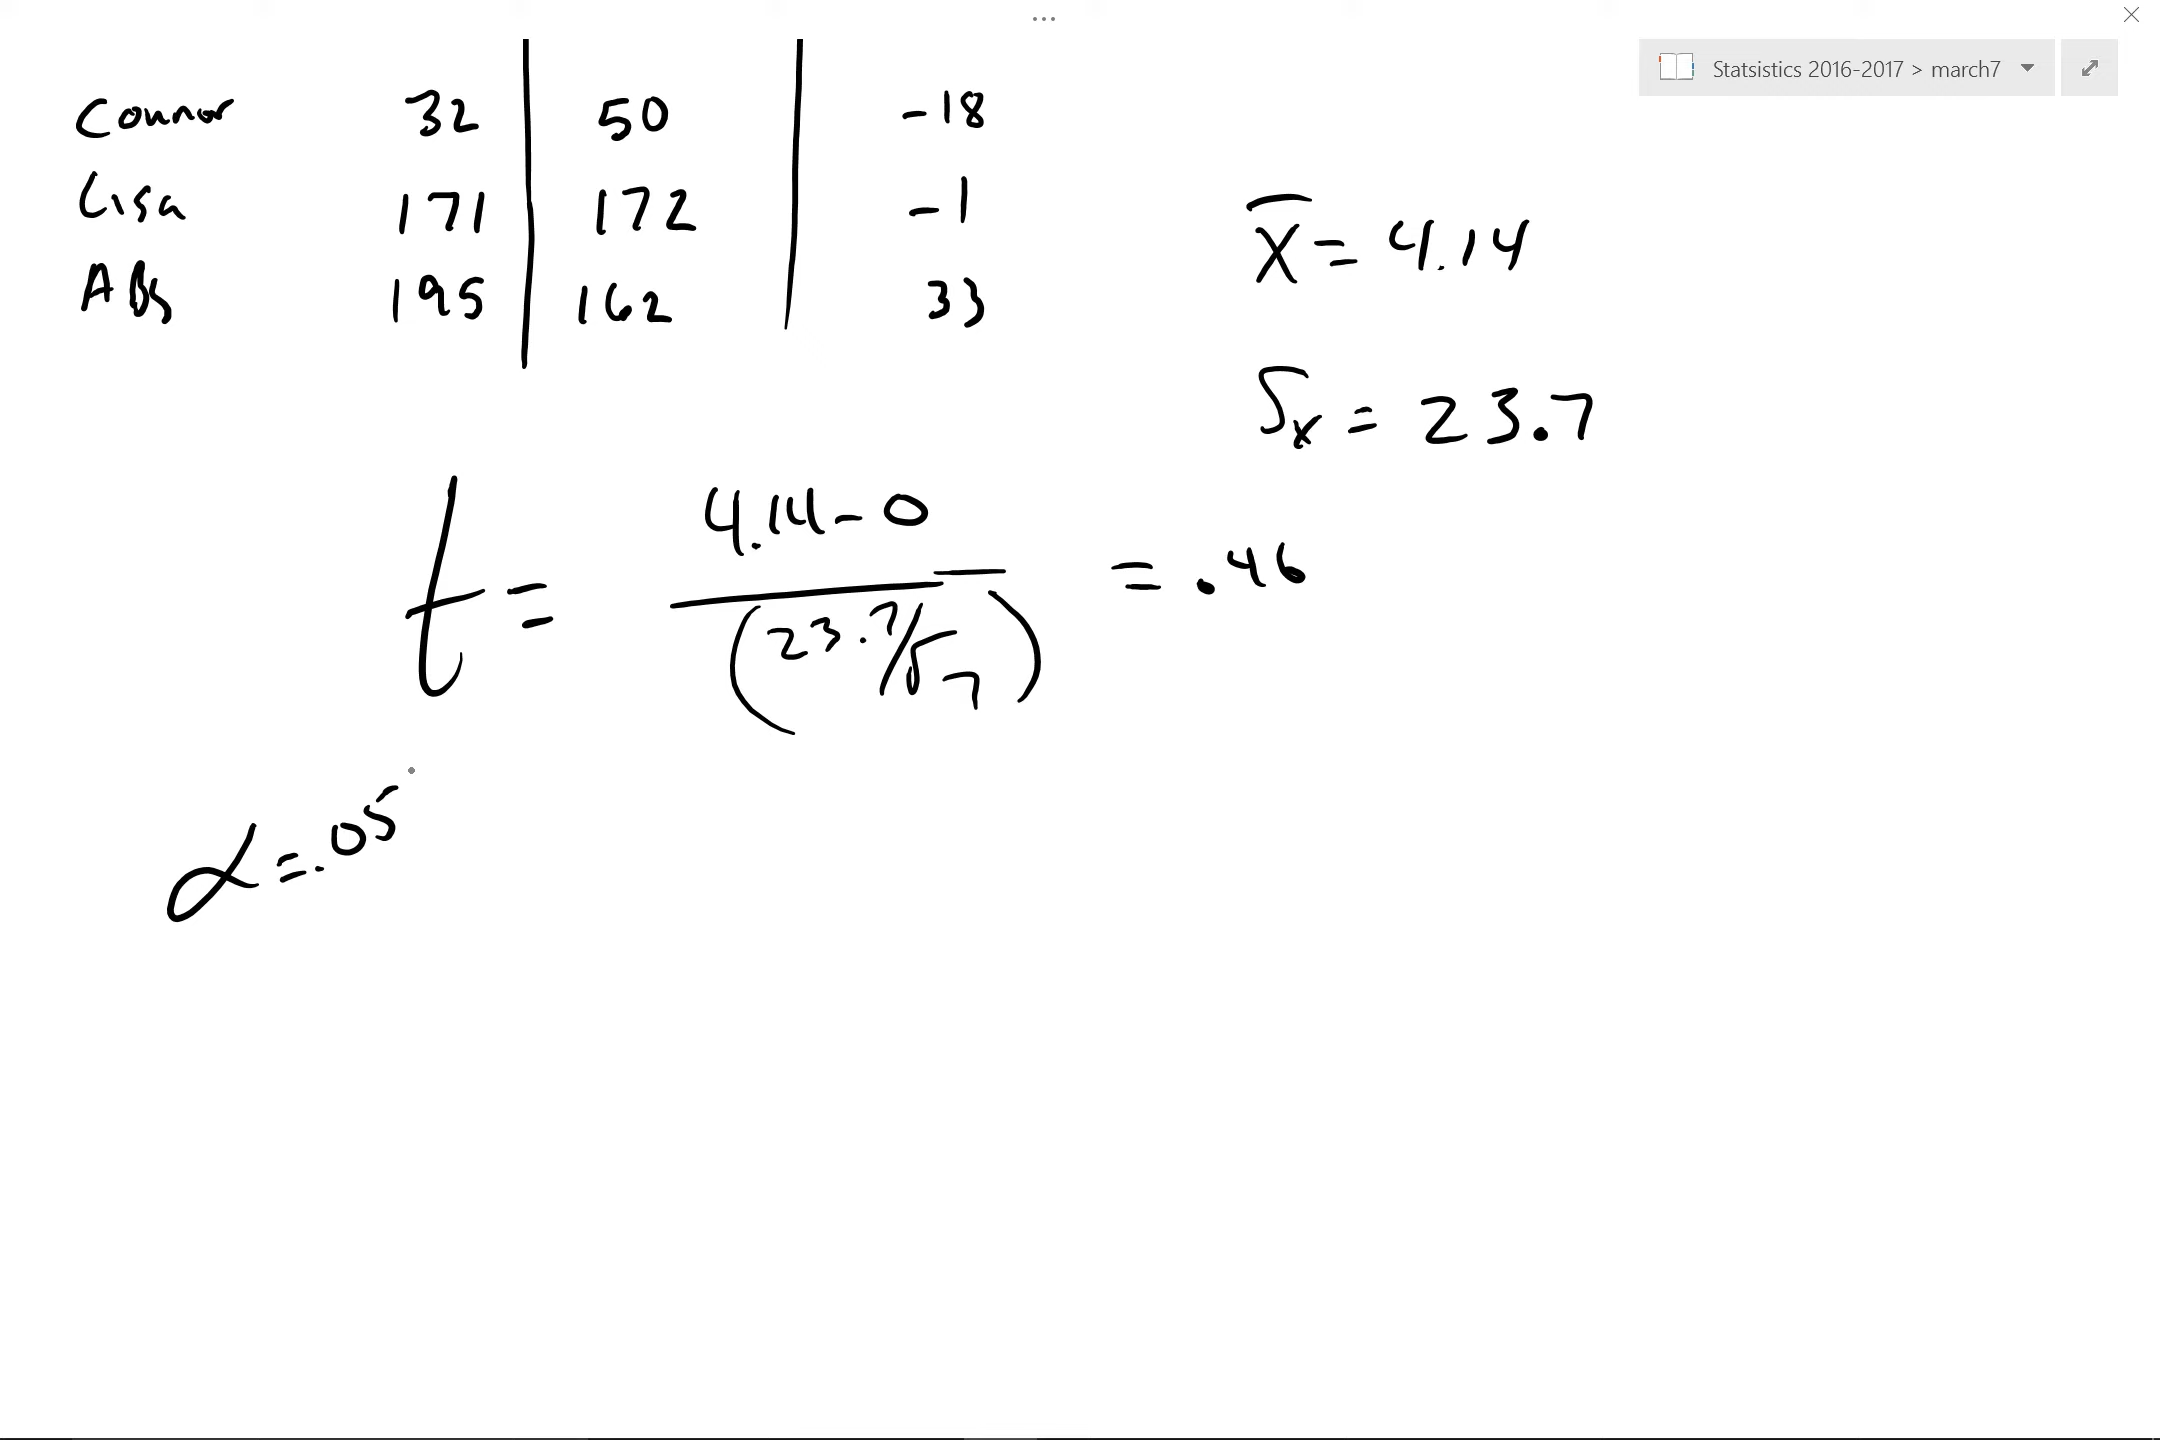 Statsistics 2016-2017 > march7
Connor 32 50 -18
Lisa 171 172 -1
195 162 33
x̄ = 4.14
Sx = 23.7
t = 4.14-0 / (23.7/√7) = .46
α = .05